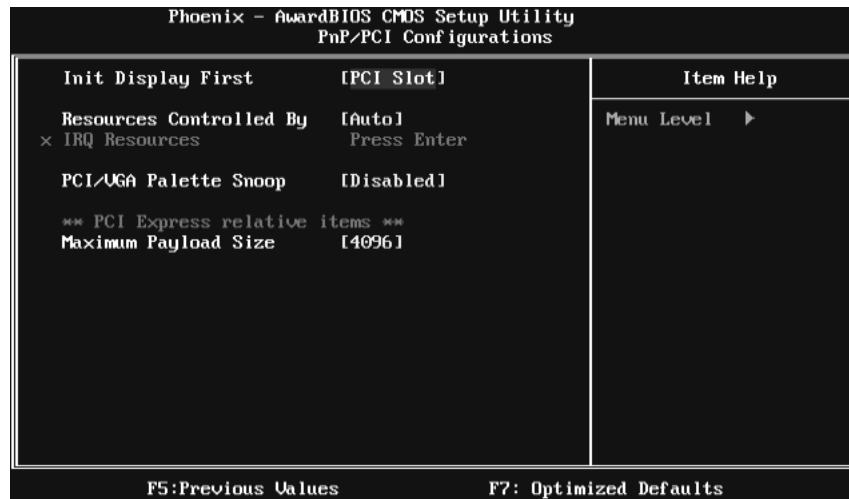 Phoenix - AwardBIOS CMOS Setup Utility
PnP/PCI Configurations
Init Display First [PCI Slot]
Resources Controlled By [Auto]
x IRQ Resources Press Enter
PCI/VGA Palette Snoop [Disabled]
** PCI Express relative items **
Maximum Payload Size [4096]
Item Help
Menu Level ▶
F5:Previous Values F7: Optimized Defaults